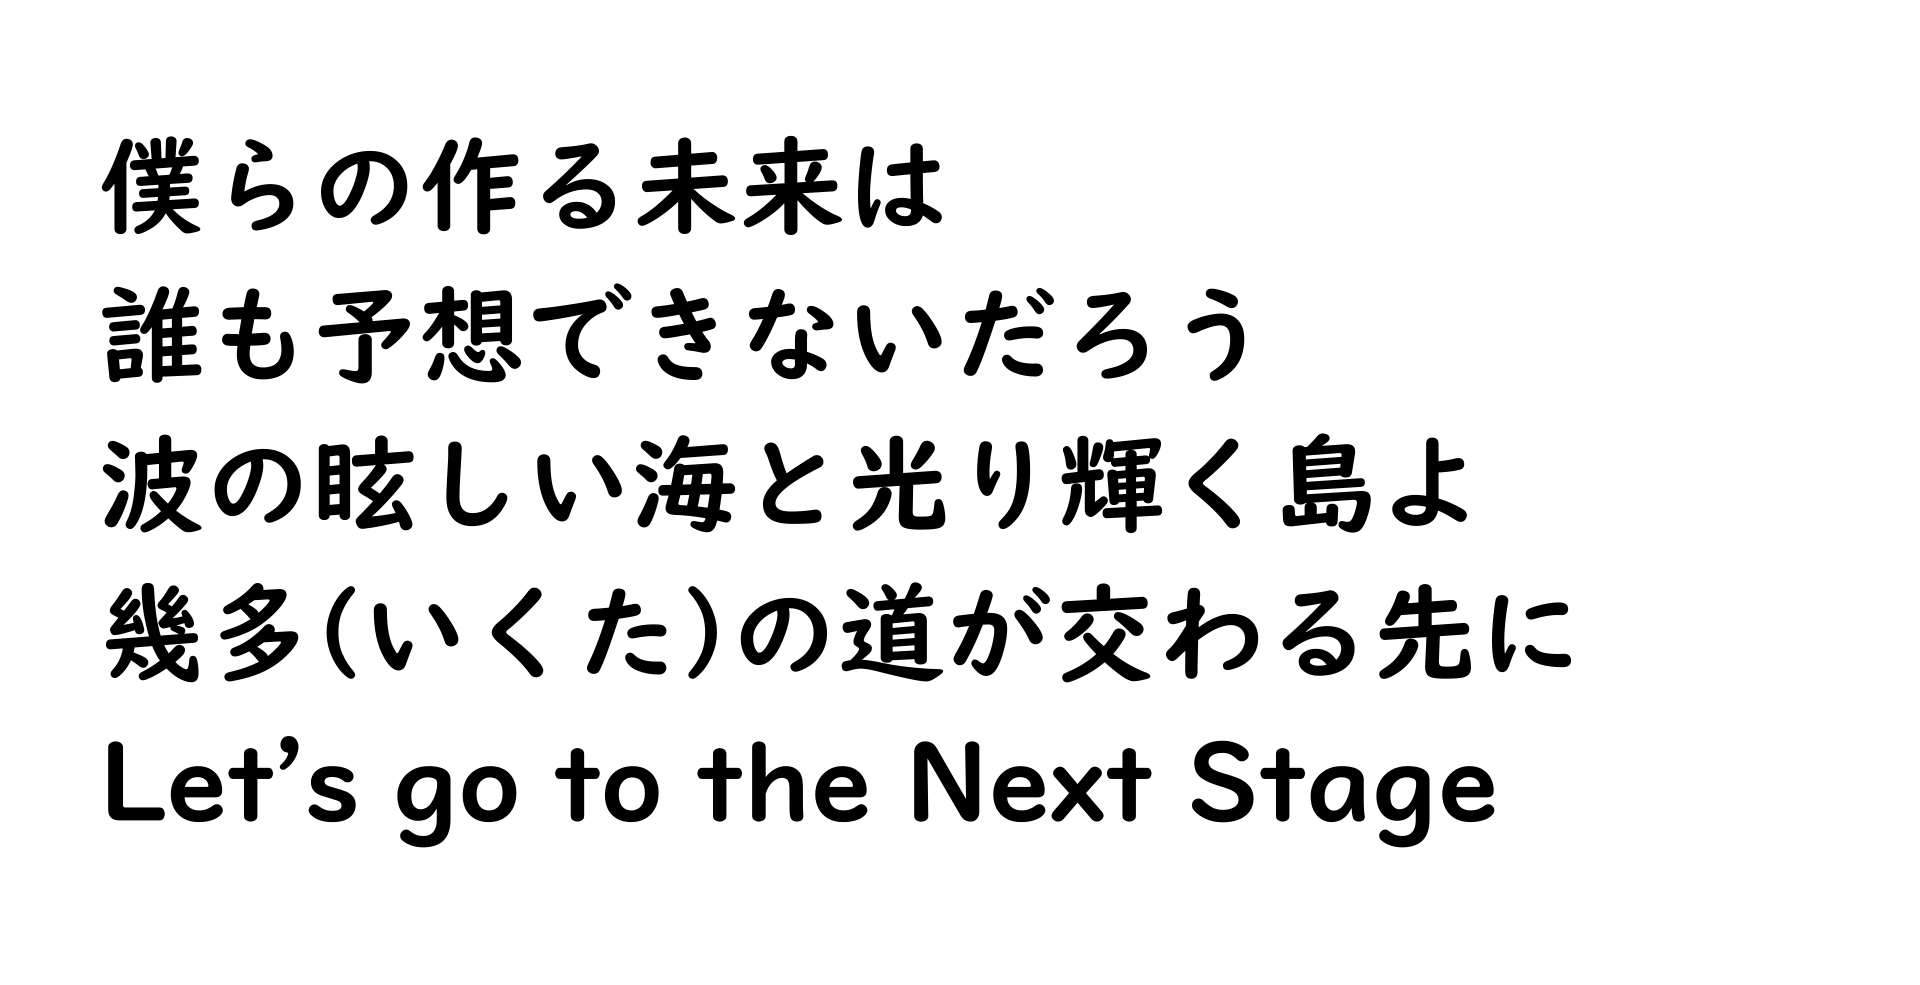 僕らの作る未来は
誰も予想できないだろう
波の眩しい海と光り輝く島よ
幾多(いくた)の道が交わる先に
Let’s go to the Next Stage